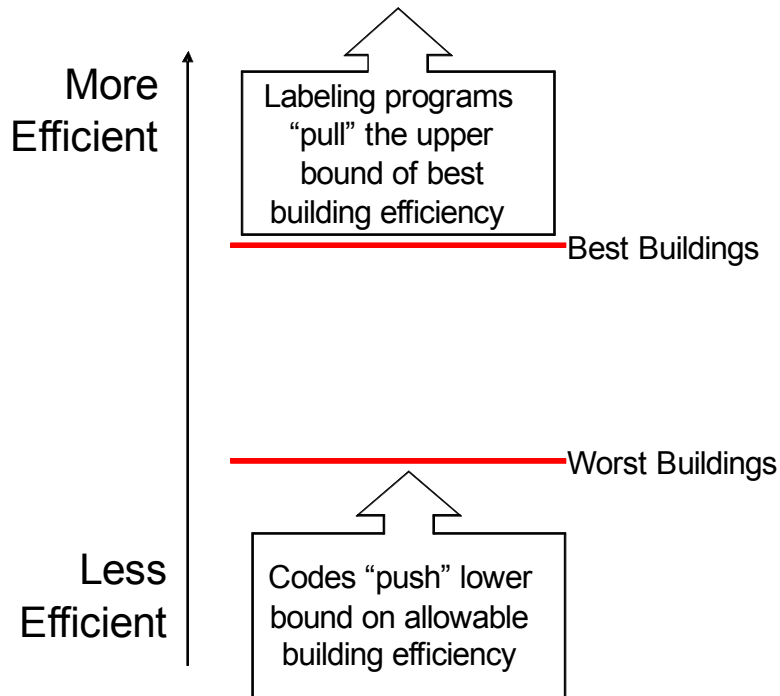 More
Efficient
Labeling programs
“pull” the upper
bound of best
building efficiency
Best Buildings
Worst Buildings
Less
Efficient
Codes “push” lower
bound on allowable
building efficiency